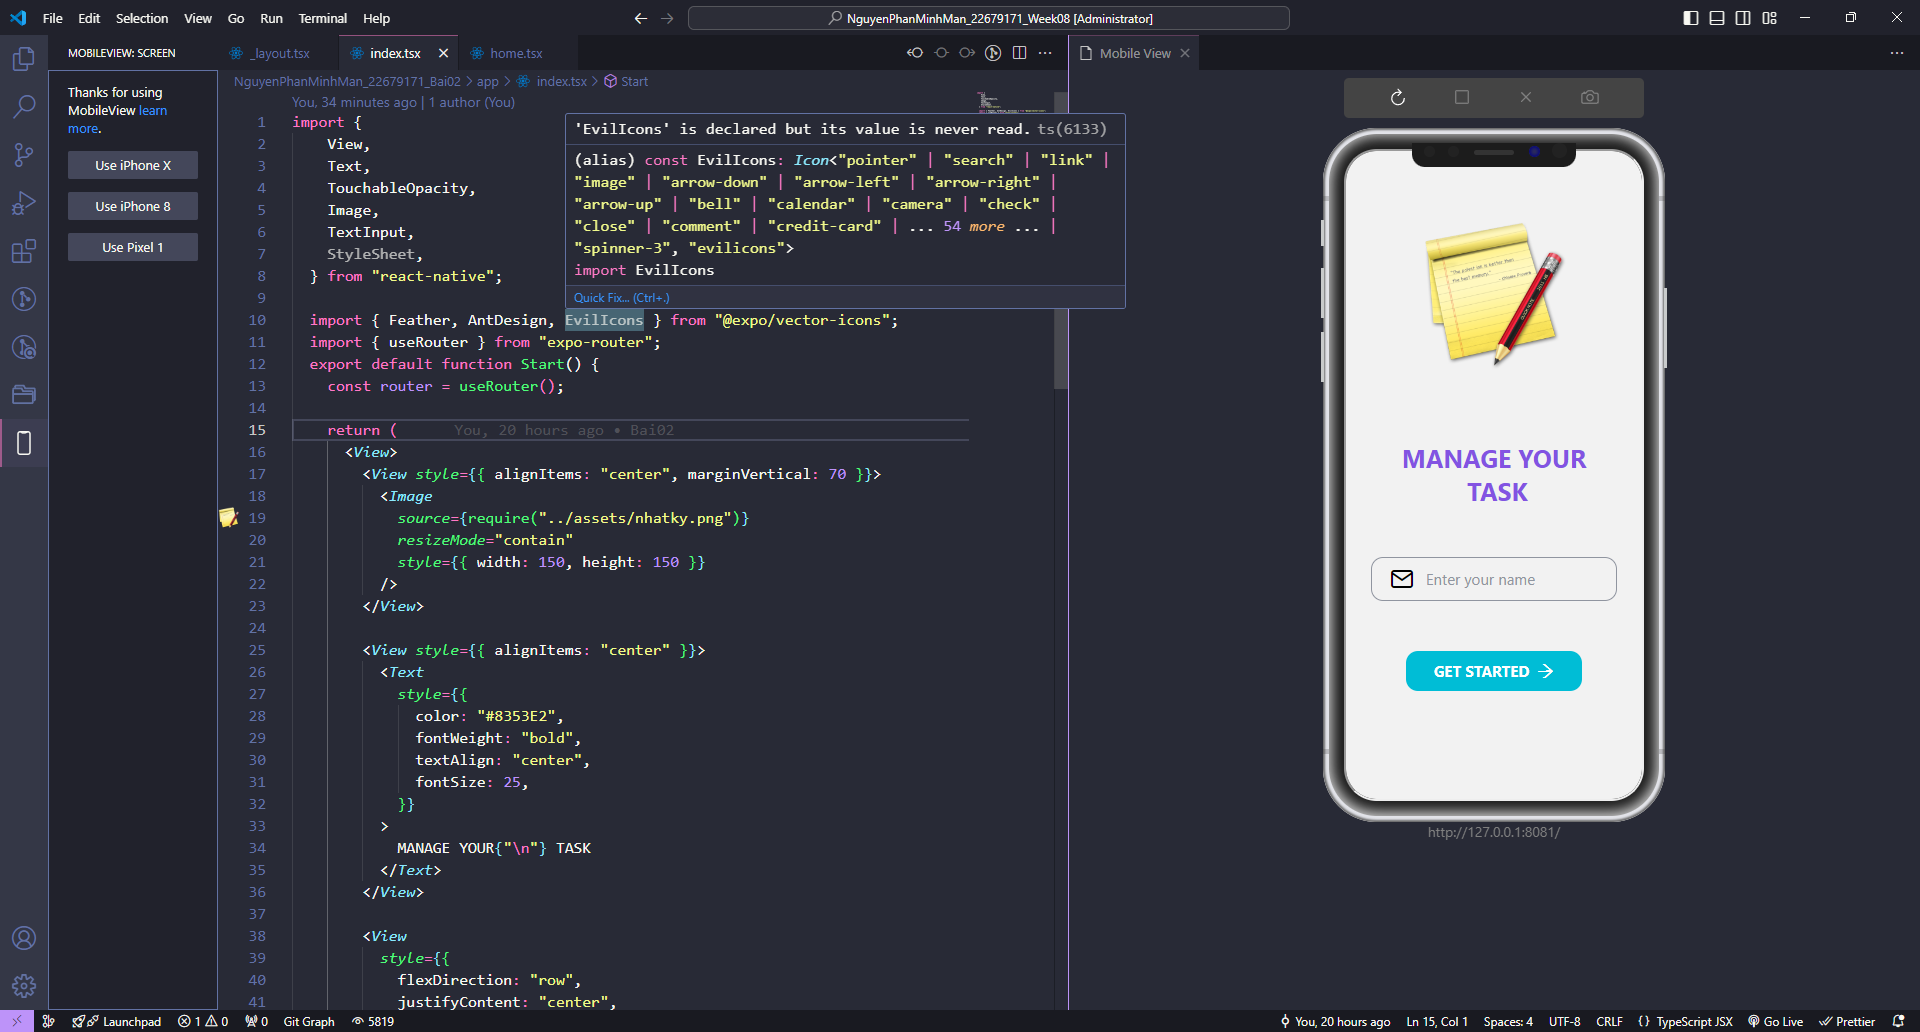 File Edit Selection View Go Run Terminal Help
NguyenPhanMinhMan_22679171_Week08 [Administrator]
MOBILEVIEW: SCREEN
Thanks for using
MobileView learn
more.
Use iPhone X
Use iPhone 8
Use Pixel 1
_layout.tsx index.tsx home.tsx
NguyenPhanMinhMan_22679171_Bai02 > app > index.tsx > Start
You, 34 minutes ago | 1 author (You)
1 import {
2 View,
3 Text,
4 TouchableOpacity,
5 Image,
6 TextInput,
7 StyleSheet,
8 } from "react-native";
9
'EvilIcons' is declared but its value is never read. ts(6133)
(alias) const EvilIcons: Icon<"pointer" | "search" | "link" |
"image" | "arrow-down" | "arrow-left" | "arrow-right" |
"arrow-up" | "bell" | "calendar" | "camera" | "check" |
"close" | "comment" | "credit-card" | ... 54 more ... |
"spinner-3", "evilicons">
import EvilIcons
Quick Fix... (Ctrl+.)
10 import { Feather, AntDesign, EvilIcons } from "@expo/vector-icons";
11 import { useRouter } from "expo-router";
12 export default function Start() {
13 const router = useRouter();
14
15 return ( You, 20 hours ago • Bai02
16 <View>
17 <View style={{ alignItems: "center", marginVertical: 70 }}>
18 <Image
19 source={require("../assets/nhatky.png")}
20 resizeMode="contain"
21 style={{ width: 150, height: 150 }}
22 />
23 </View>
24
25 <View style={{ alignItems: "center" }}>
26 <Text
27 style={{
28 color: "#8353E2",
29 fontWeight: "bold",
30 textAlign: "center",
31 fontSize: 25,
32 }}
33 >
34 MANAGE YOUR{"\n"} TASK
35 </Text>
36 </View>
37
38 <View
39 style={{
40 flexDirection: "row",
41 justifyContent: "center",
Mobile View
MANAGE YOUR
TASK
Enter your name
GET STARTED
http://127.0.0.1:8081/
Launchpad 1 0 0 Git Graph 5819
You, 20 hours ago Ln 15, Col 1 Spaces: 4 UTF-8 CRLF {} TypeScript JSX Go Live Prettier